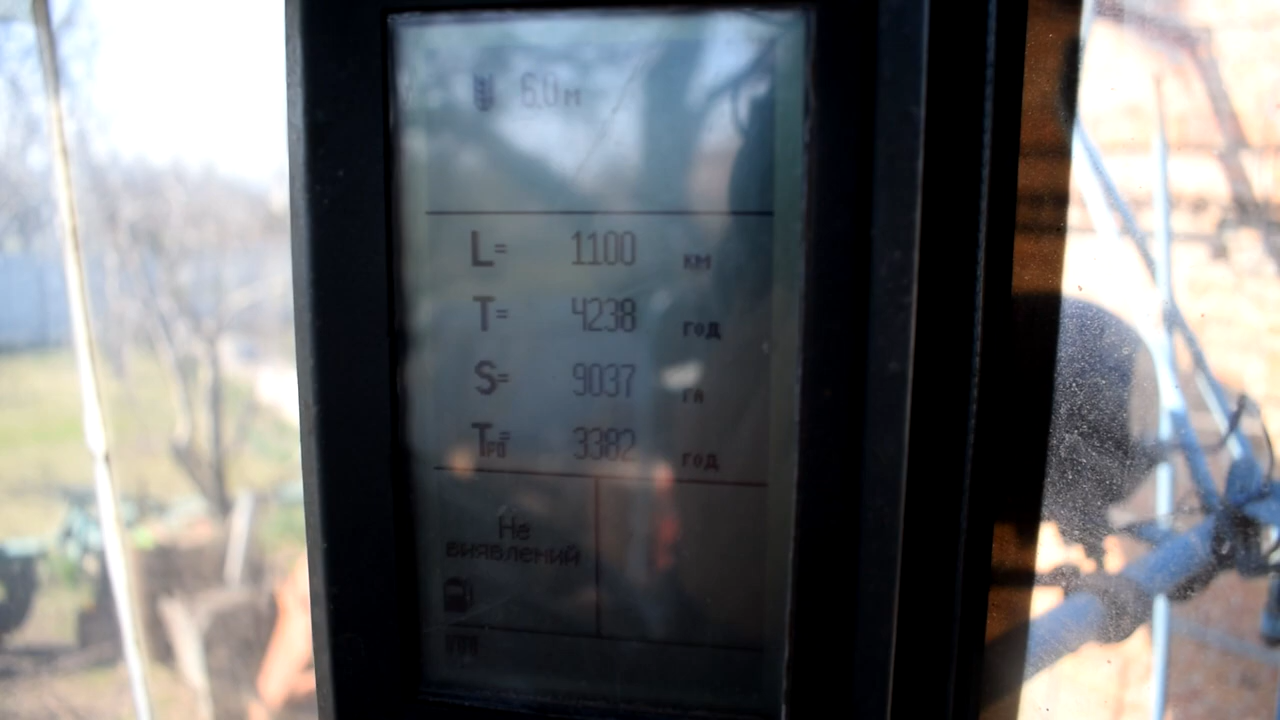 6.0 м
L= 1100 км
T= 4238 год
S= 9037 га
Tрд= 3382 год
Не
виявлений